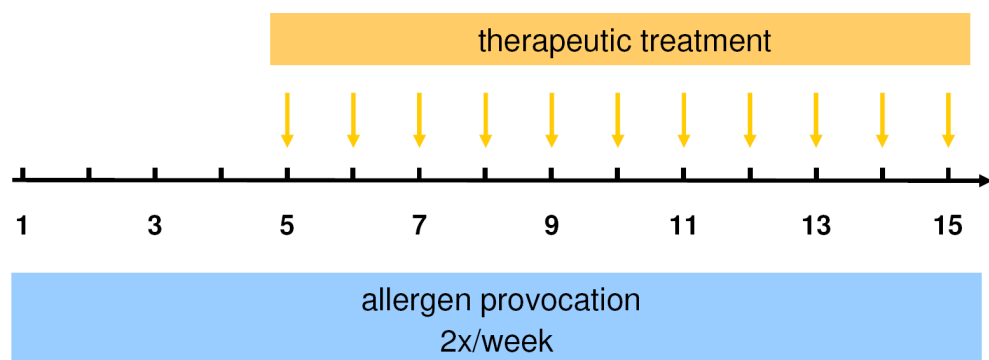 therapeutic treatment
1 3 5 7 9 11 13 15
allergen provocation
2x/week